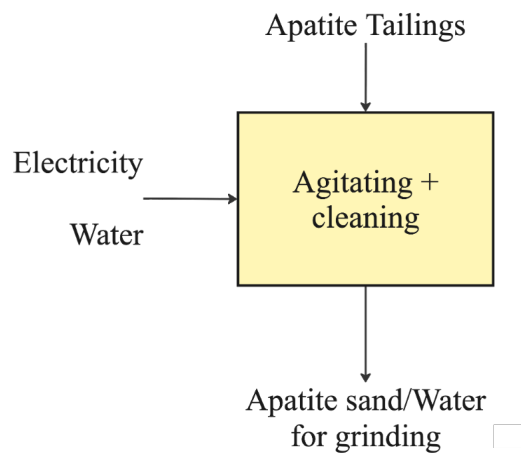 Apatite Tailings
Electricity
Water
Agitating +
cleaning
Apatite sand/Water
for grinding